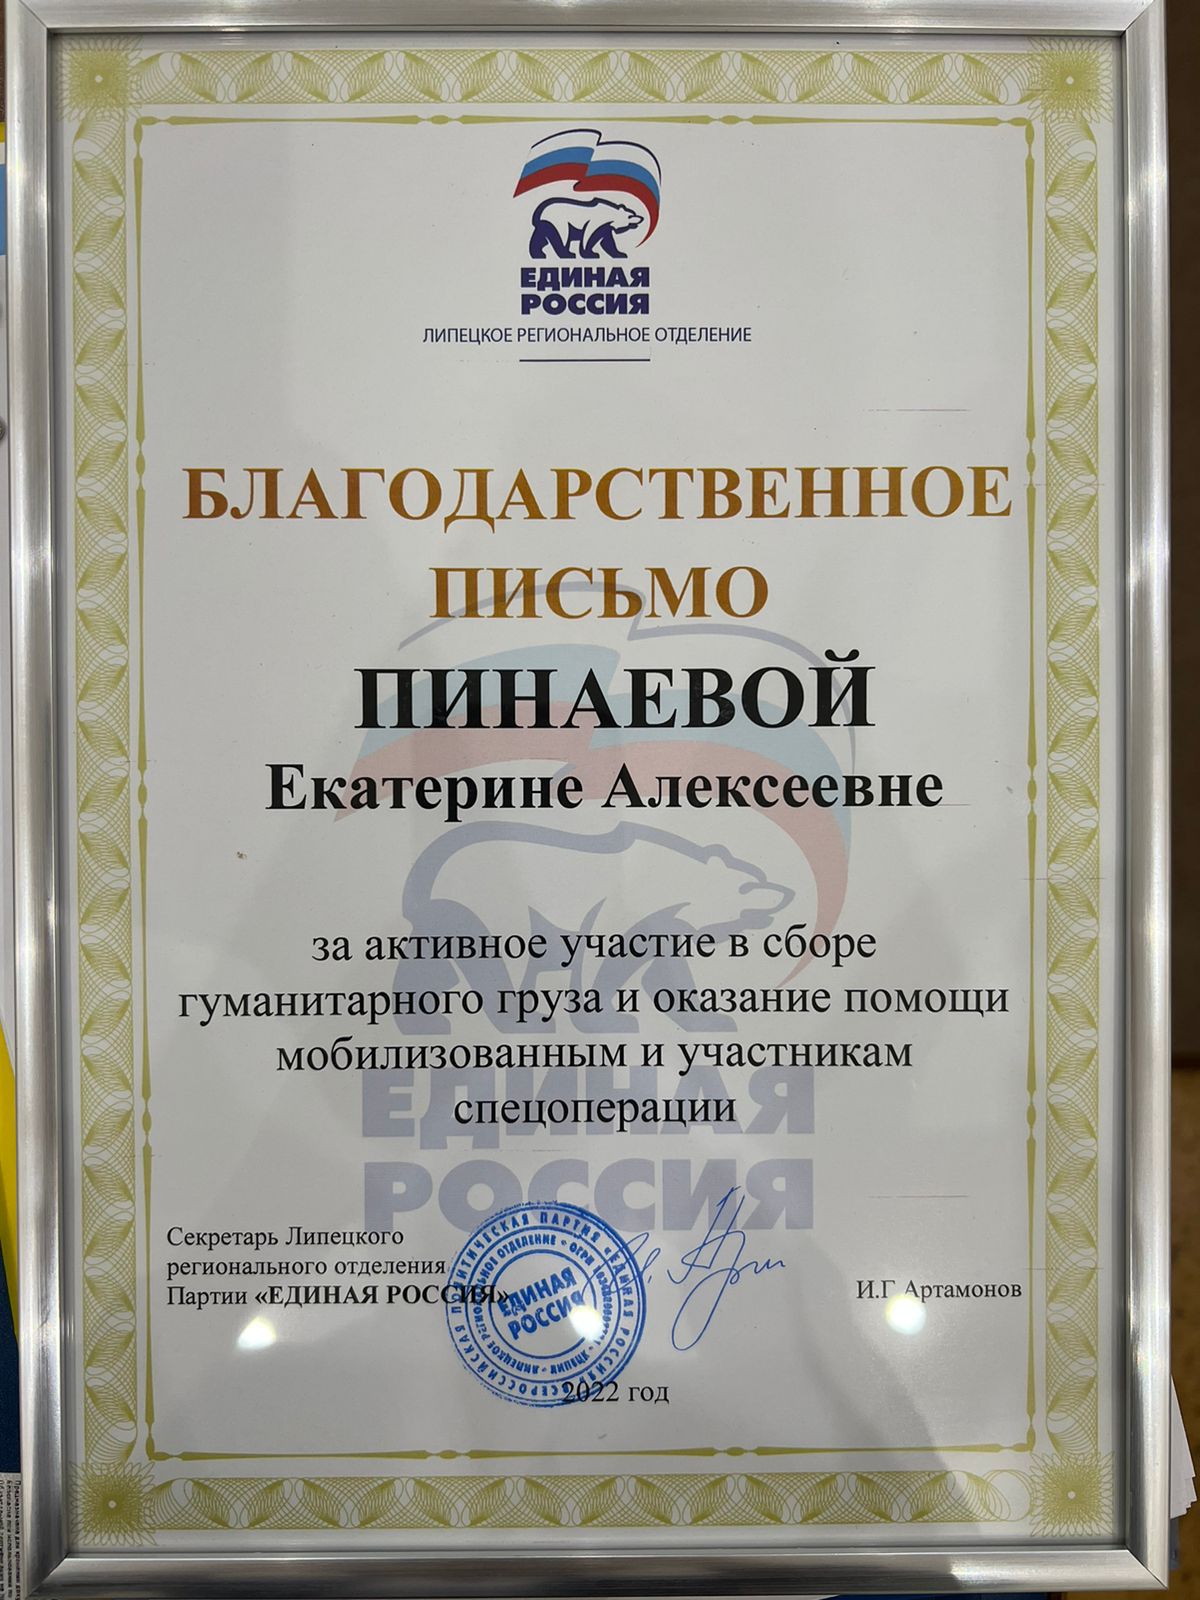 ЕДИНАЯ
РОССИЯ
ЛИПЕЦКОЕ РЕГИОНАЛЬНОЕ ОТДЕЛЕНИЕ
БЛАГОДАРСТВЕННОЕ
ПИСЬМО
ПИНАЕВОЙ
Екатерине Алексеевне
за активное участие в сборе
гуманитарного груза и оказание помощи
мобилизованным и участникам
спецоперации
ЕДИНАЯ
РОССИЯ
Секретарь Липецкого
регионального отделения
Партии «ЕДИНАЯ РОССИЯ»
И.Г. Артамонов
ВСЕРОССИЙСКАЯ ПОЛИТИЧЕСКАЯ ПАРТИЯ «ЕДИНАЯ РОССИЯ»
ЛИПЕЦКОЕ РЕГИОНАЛЬНОЕ ОТДЕЛЕНИЕ • ОГРН
ЛИПЕЦК
ЕДИНАЯ
РОССИЯ
2022 год